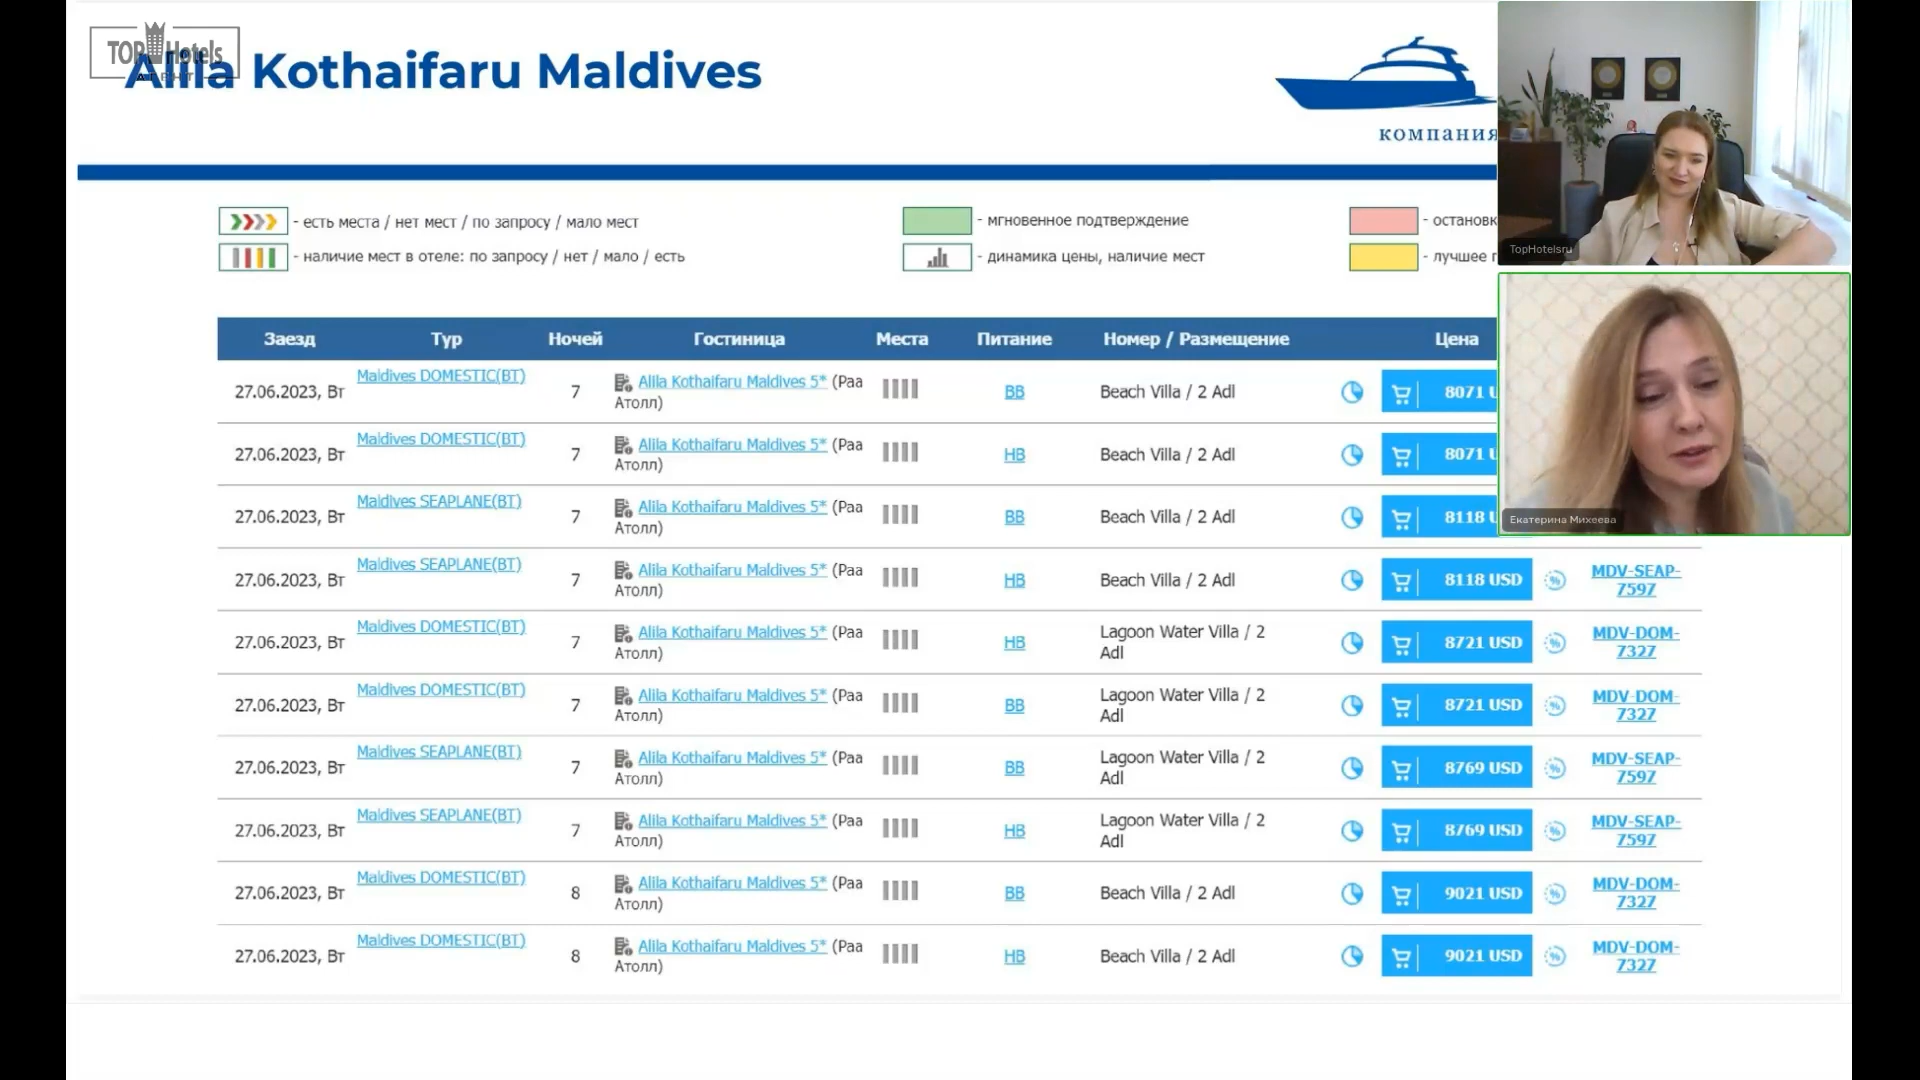 TOP Hotels
АГЕНТ
Alila Kothaifaru Maldives
компания
- есть места / нет мест / по запросу / мало мест
- мгновенное подтверждение
- наличие мест в отеле: по запросу / нет / мало / есть
- динамика цены, наличие мест
- лучшее
TopHotelsru
Екатерина Михеева
Заезд Тур Ночей Гостиница Места Питание Номер / Размещение Цена
27.06.2023, Вт Maldives DOMESTIC(BT) 7 Alila Kothaifaru Maldives 5* (Раа
Атолл) BB Beach Villa / 2 Adl 8071
27.06.2023, Вт Maldives DOMESTIC(BT) 7 Alila Kothaifaru Maldives 5* (Раа
Атолл) HB Beach Villa / 2 Adl 8071
27.06.2023, Вт Maldives SEAPLANE(BT) 7 Alila Kothaifaru Maldives 5* (Раа
Атолл) BB Beach Villa / 2 Adl 8118
27.06.2023, Вт Maldives SEAPLANE(BT) 7 Alila Kothaifaru Maldives 5* (Раа
Атолл) HB Beach Villa / 2 Adl 8118 USD MDV-SEAP-
7597
27.06.2023, Вт Maldives DOMESTIC(BT) 7 Alila Kothaifaru Maldives 5* (Раа
Атолл) HB Lagoon Water Villa / 2
Adl 8721 USD MDV-DOM-
7327
27.06.2023, Вт Maldives DOMESTIC(BT) 7 Alila Kothaifaru Maldives 5* (Раа
Атолл) BB Lagoon Water Villa / 2
Adl 8721 USD MDV-DOM-
7327
27.06.2023, Вт Maldives SEAPLANE(BT) 7 Alila Kothaifaru Maldives 5* (Раа
Атолл) BB Lagoon Water Villa / 2
Adl 8769 USD MDV-SEAP-
7597
27.06.2023, Вт Maldives SEAPLANE(BT) 7 Alila Kothaifaru Maldives 5* (Раа
Атолл) HB Lagoon Water Villa / 2
Adl 8769 USD MDV-SEAP-
7597
27.06.2023, Вт Maldives DOMESTIC(BT) 8 Alila Kothaifaru Maldives 5* (Раа
Атолл) BB Beach Villa / 2 Adl 9021 USD MDV-DOM-
7327
27.06.2023, Вт Maldives DOMESTIC(BT) 8 Alila Kothaifaru Maldives 5* (Раа
Атолл) HB Beach Villa / 2 Adl 9021 USD MDV-DOM-
7327